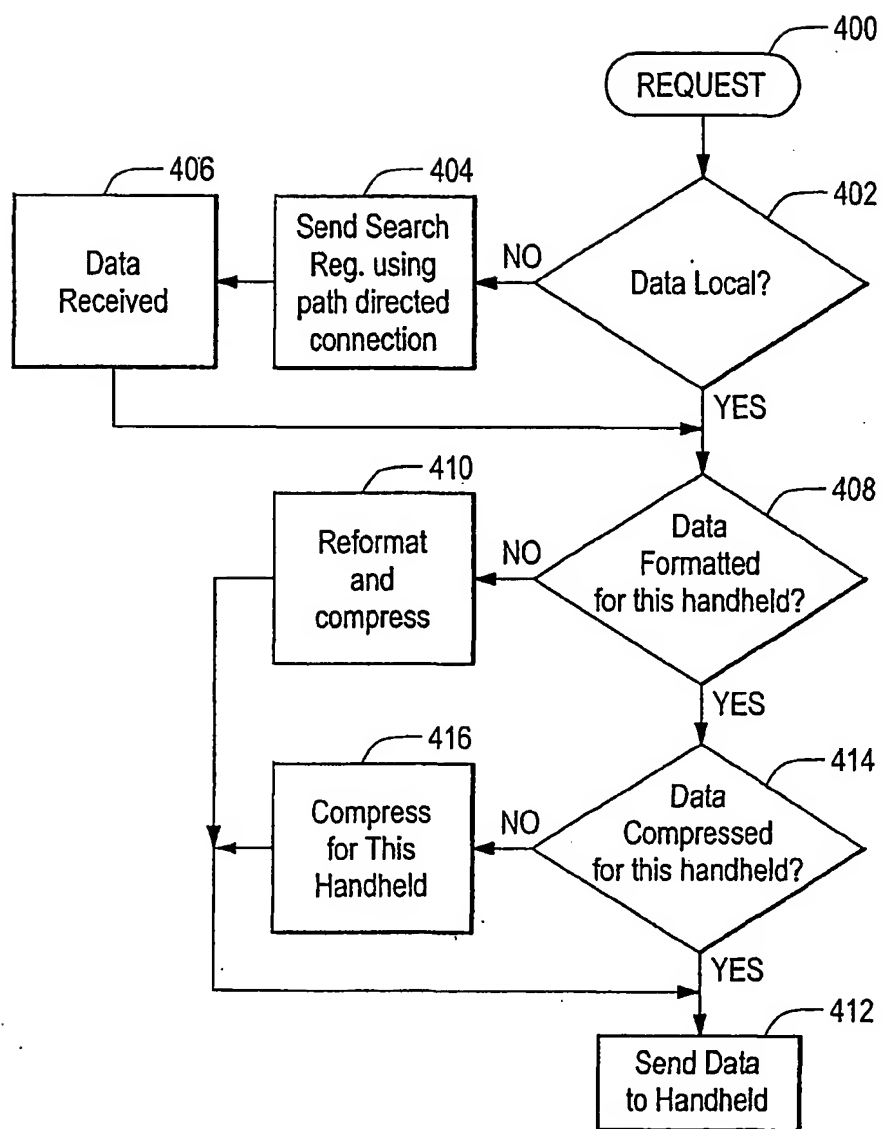 400
REQUEST
406
404
402
Data
Received
Send Search
Reg. using
path directed
connection
NO
Data Local?
YES
410
408
Reformat
and
compress
NO
Data
Formatted
for this handheld?
YES
416
414
Compress
for This
Handheld
NO
Data
Compressed
for this handheld?
YES
412
Send Data
to Handheld